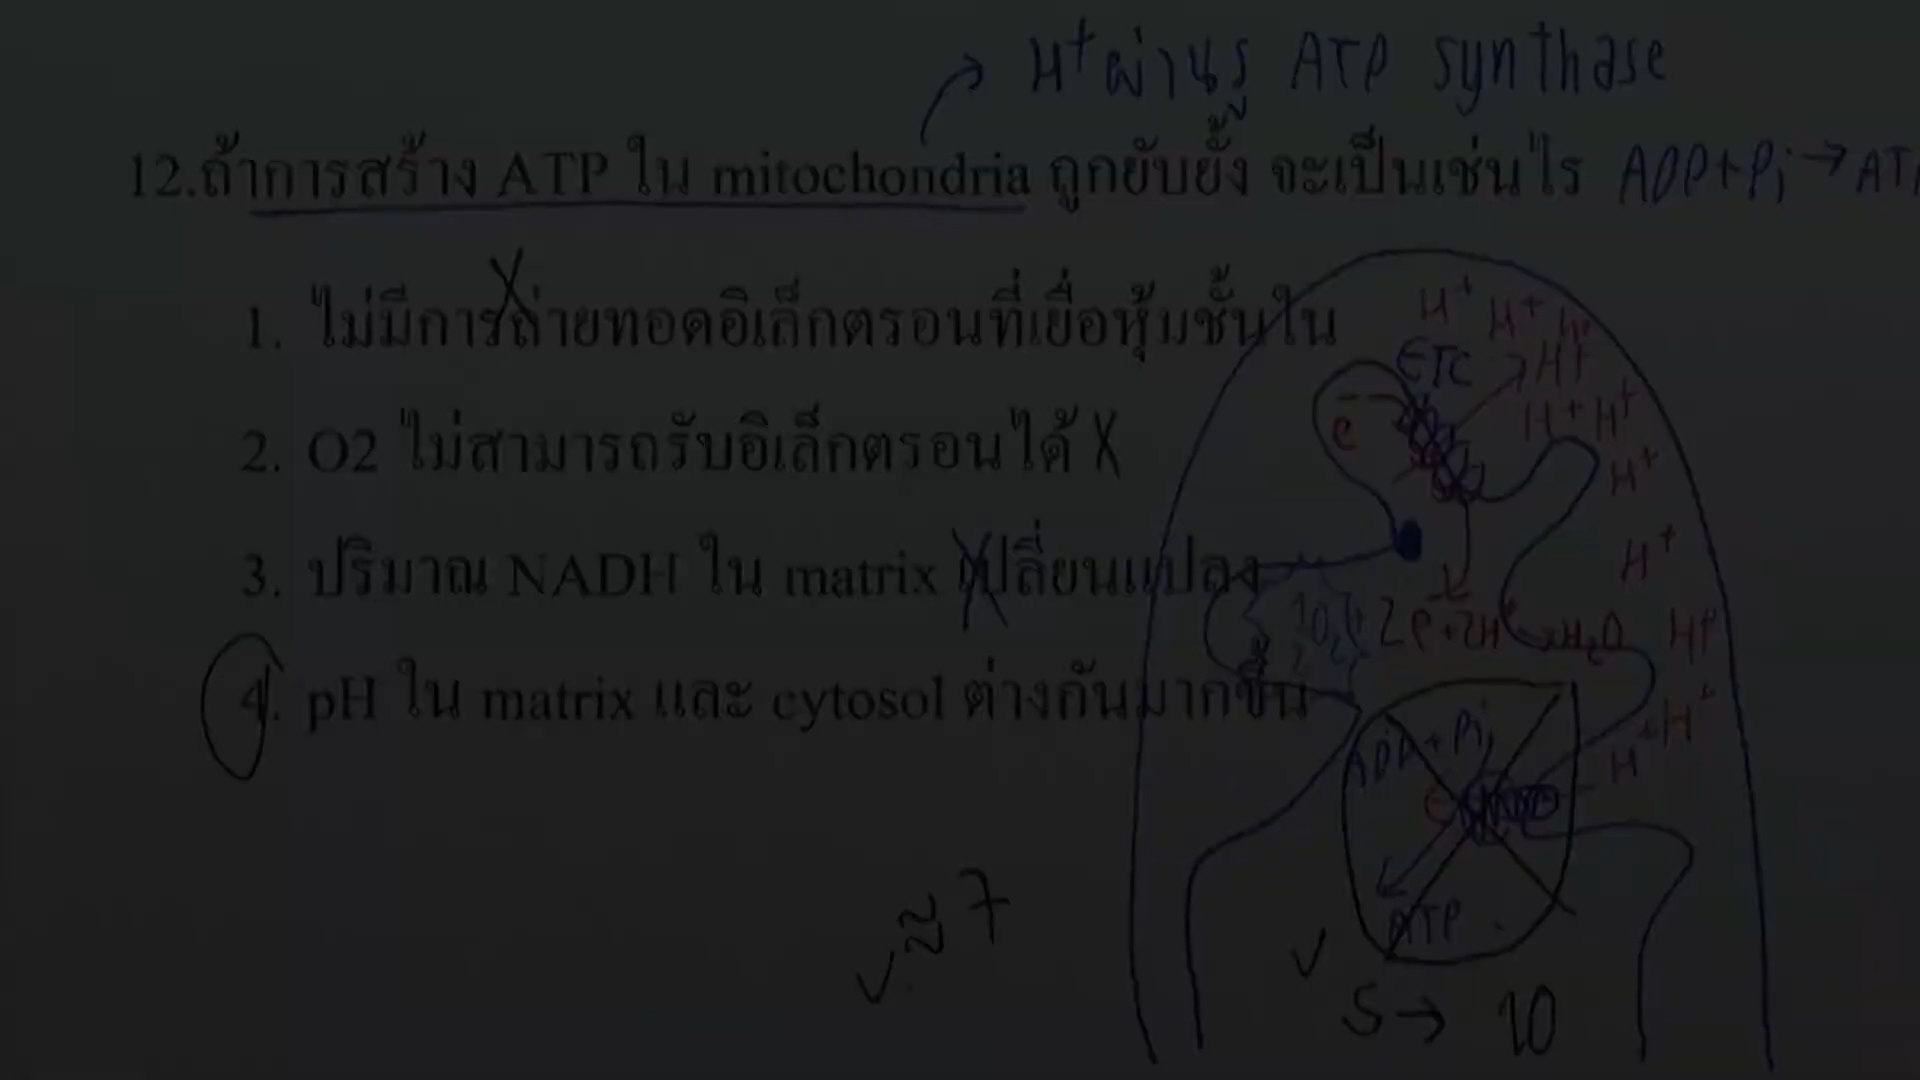 H+ ผ่านรู ATP synthase
12.ถ้าการสร้าง ATP ใน mitochondria ถูกยับยั้ง จะเป็นเช่นไร ADP+Pi→AT
1. ไม่มีการถ่ายทอดอิเล็กตรอนที่เยื่อหุ้มชั้นใน
2. O2 ไม่สามารถรับอิเล็กตรอนได้ X
3. ปริมาณ NADH ใน matrix เปลี่ยนแปลง
4. pH ใน matrix และ cytosol ต่างกันมากขึ้น
H+ H+
ETC H+
H+ H+
e
H+
H+
2e+2H → H2O H+
ADP+Pi H+
H
ATP
ปี 7
5→ 10